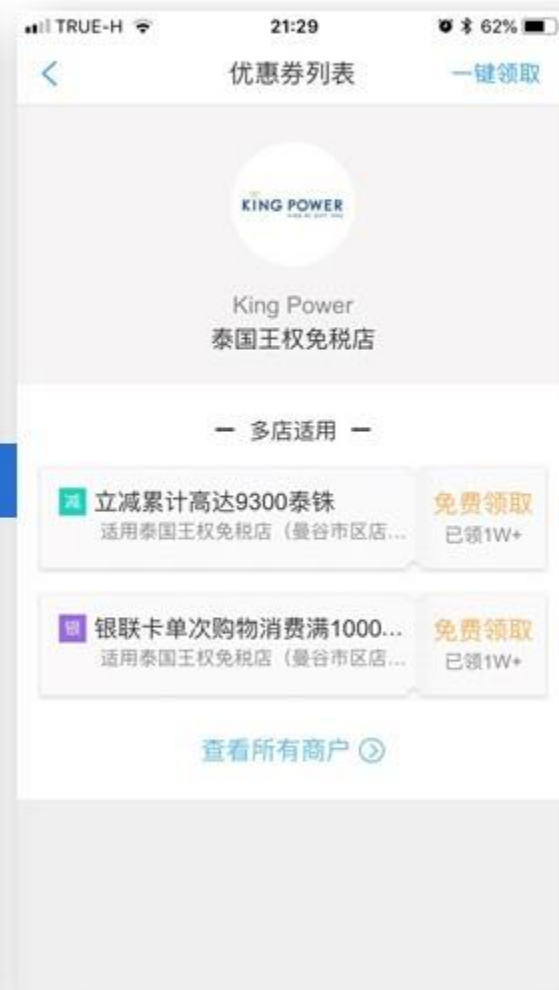 TRUE-H 21:29 62%
优惠券列表 一键领取
KING POWER
King Power
泰国王权免税店
多店适用
减 立减累计高达9300泰铢 免费领取
适用泰国王权免税店（曼谷市区店... 已领1W+
银 银联卡单次购物消费满1000... 免费领取
适用泰国王权免税店（曼谷市区店... 已领1W+
查看所有商户